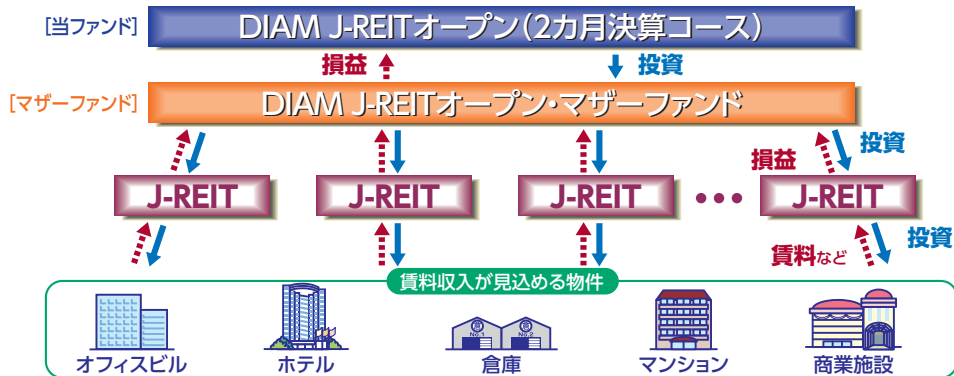 [当ファンド]
DIAM J-REITオープン(2カ月決算コース)
損益
投資
[マザーファンド]
DIAM J-REITオープン・マザーファンド
損益
投資
J-REIT
J-REIT
J-REIT
•••
J-REIT
賃料など
投資
賃料収入が見込める物件
No.1
No.2
オフィスビル
ホテル
倉庫
マンション
商業施設